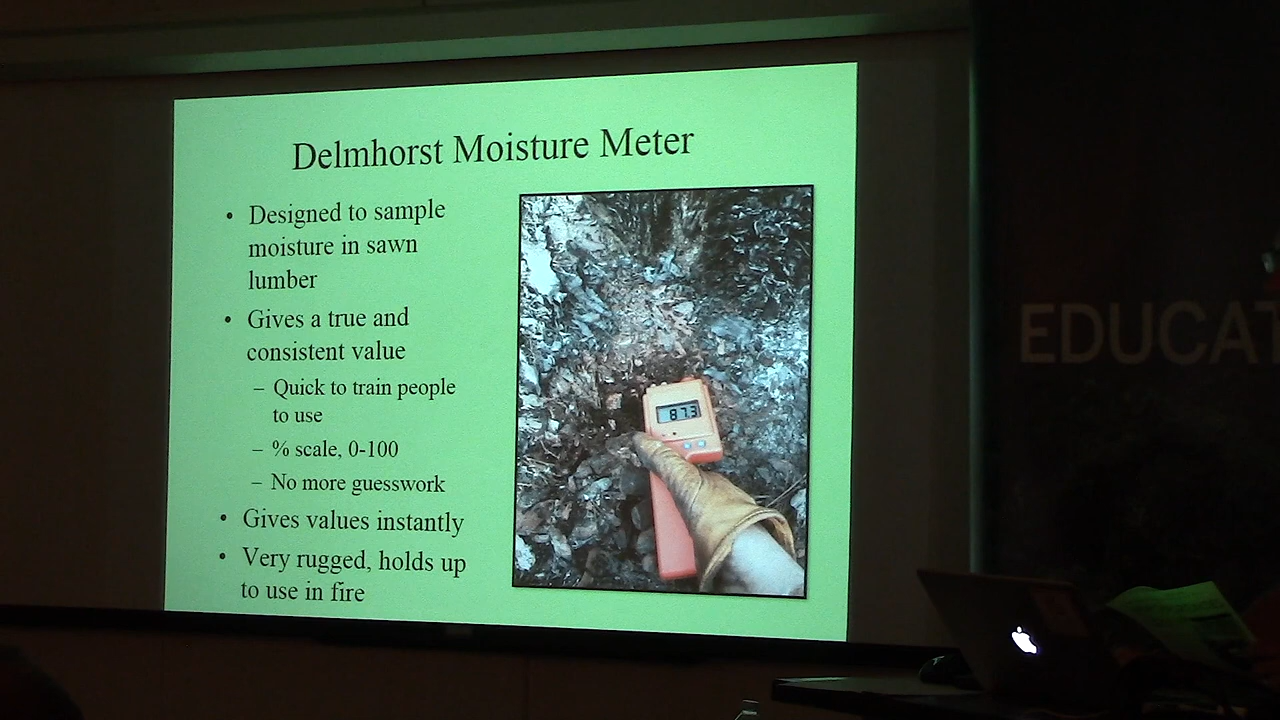 Delmhorst Moisture Meter
• Designed to sample
moisture in sawn
lumber
• Gives a true and
consistent value
– Quick to train people
to use
– % scale, 0-100
– No more guesswork
• Gives values instantly
• Very rugged, holds up
to use in fire
87.3
EDUCAT